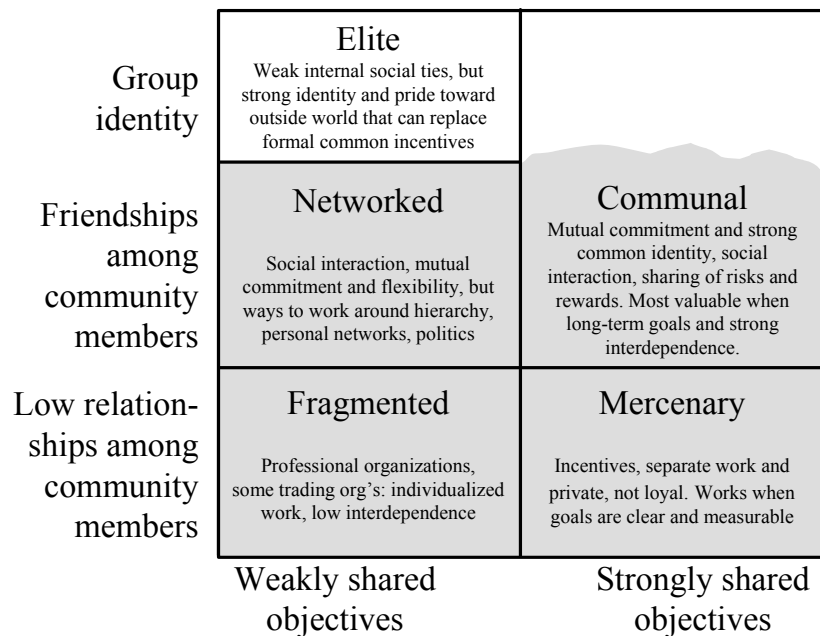 Group
identity
Elite
Weak internal social ties, but
strong identity and pride toward
outside world that can replace
formal common incentives
Friendships
among
community
members
Networked
Social interaction, mutual
commitment and flexibility, but
ways to work around hierarchy,
personal networks, politics
Communal
Mutual commitment and strong
common identity, social
interaction, sharing of risks and
rewards. Most valuable when
long-term goals and strong
interdependence.
Low relation-
ships among
community
members
Fragmented
Professional organizations,
some trading org's: individualized
work, low interdependence
Mercenary
Incentives, separate work and
private, not loyal. Works when
goals are clear and measurable
Weakly shared
objectives
Strongly shared
objectives